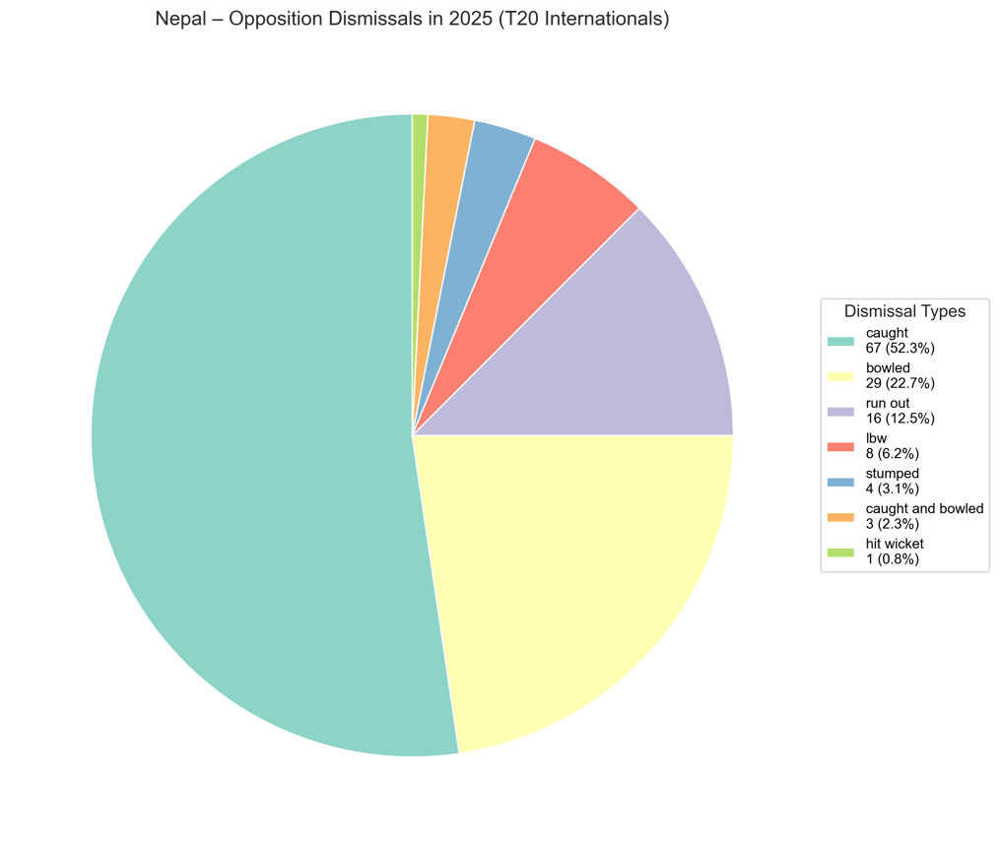 Nepal – Opposition Dismissals in 2025 (T20 Internationals)
Dismissal Types
caught
67 (52.3%)
bowled
29 (22.7%)
run out
16 (12.5%)
lbw
8 (6.2%)
stumped
4 (3.1%)
caught and bowled
3 (2.3%)
hit wicket
1 (0.8%)